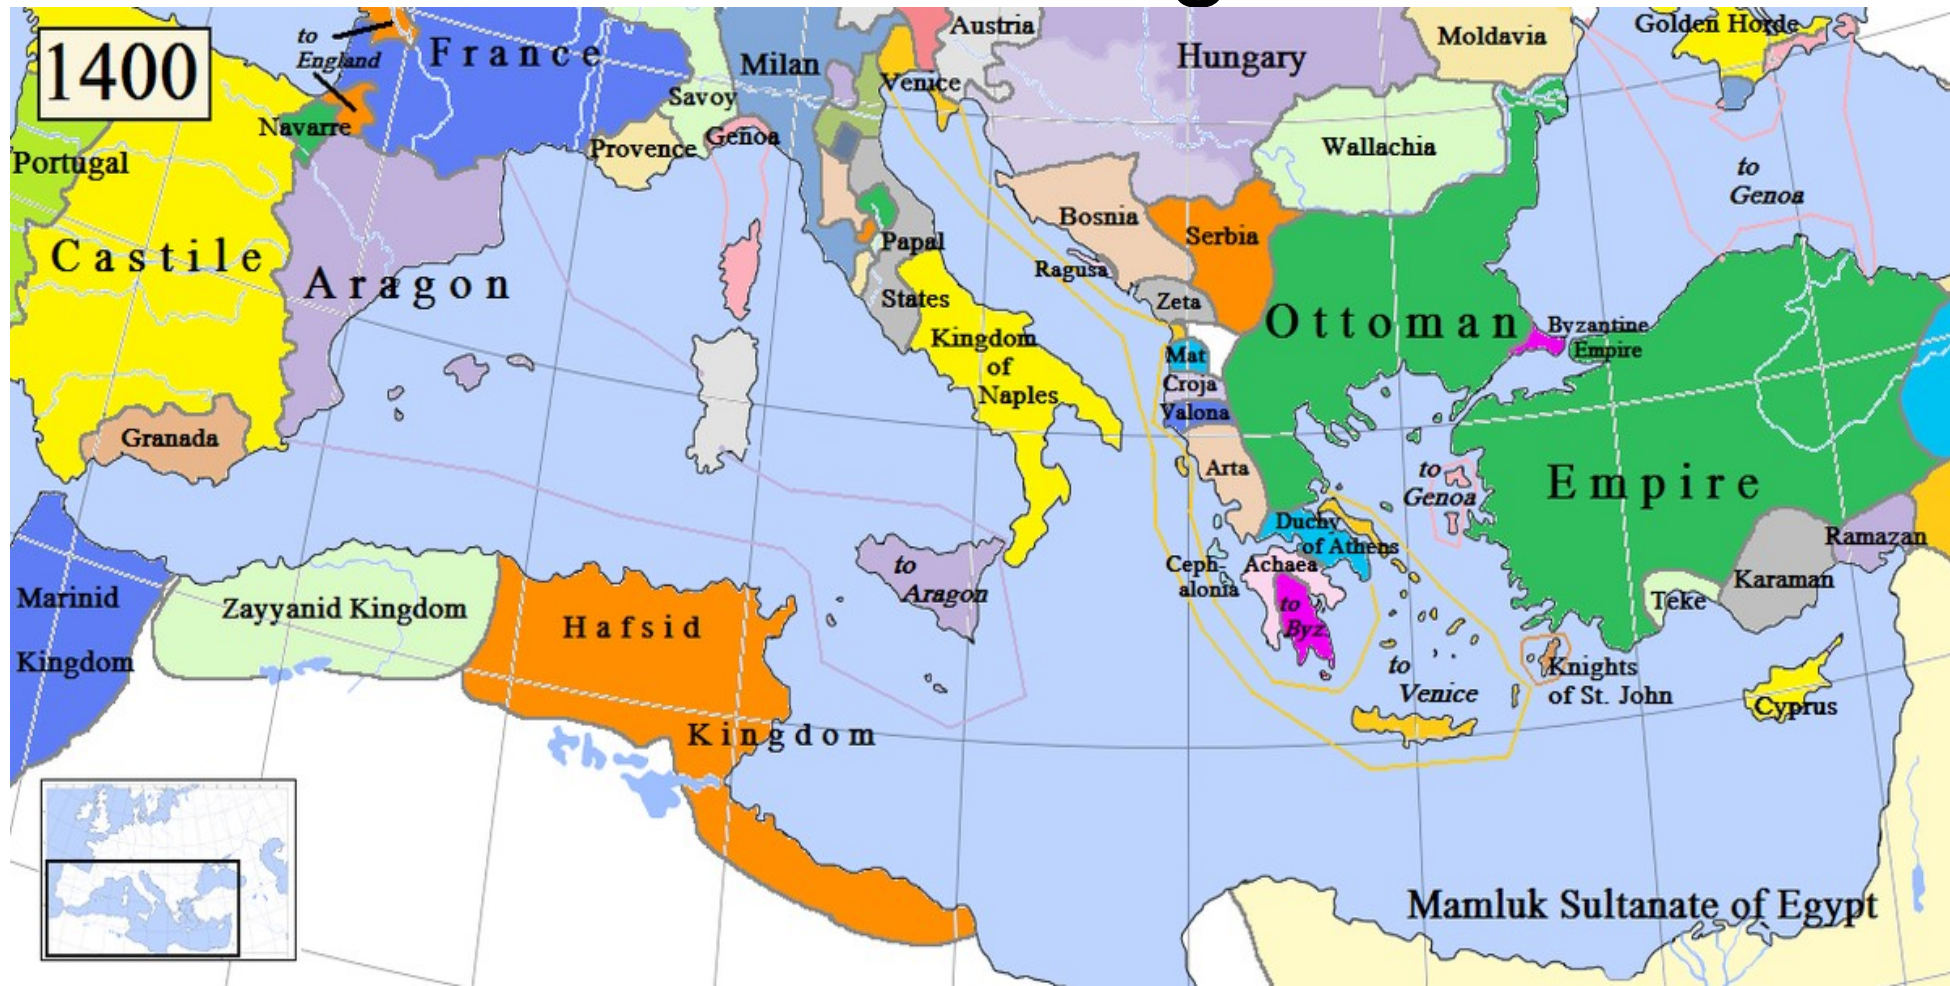 1400
to
England
France
Navarre
Portugal
Castile
Aragon
Granada
Savoy
Provence
Genoa
Milan
Venice
Austria
Hungary
Moldavia
Golden Horde
Wallachia
to
Genoa
Bosnia
Serbia
Ragusa
Zeta
Papal
States
Kingdom
of
Naples
Mat
Croja
Valona
Arta
Ottoman
Empire
Byzantine
Empire
to
Genoa
Duchy
of Athens
Ceph-
alonia
Achaea
to
Byz.
to
Venice
Knights
of St. John
Teke
Karaman
Ramazan
Cyprus
Marinid
Kingdom
Zayyanid Kingdom
Hafsid
Kingdom
to
Aragon
Mamluk Sultanate of Egypt